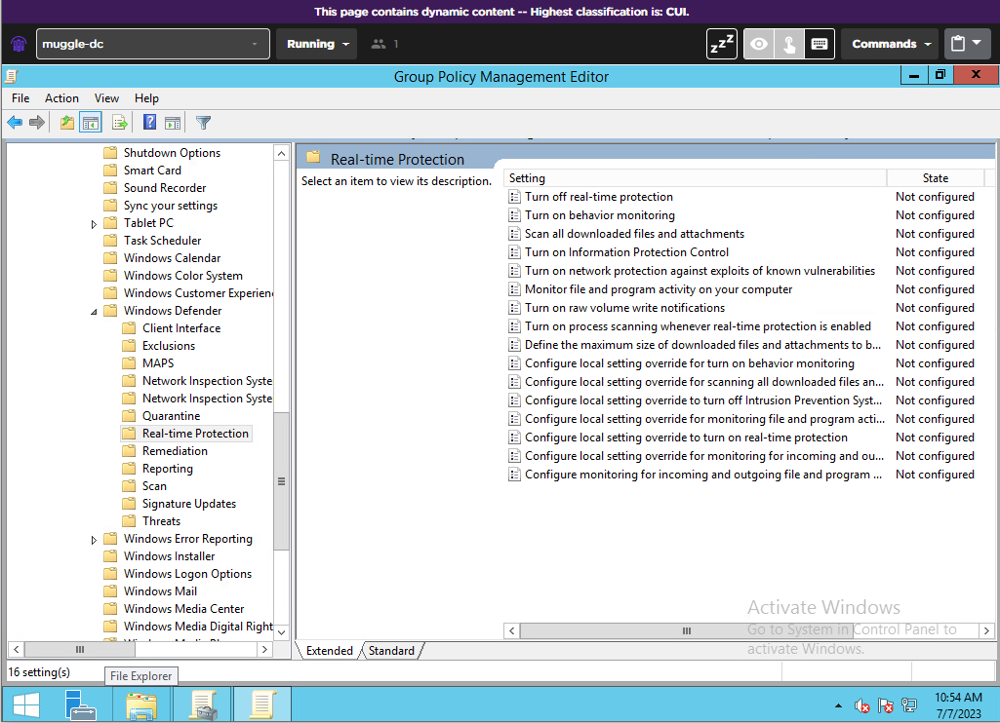 This page contains dynamic content -- Highest classification is: CUI.
muggle-dc
Running
1
zzZ
Commands
Group Policy Management Editor
File Action View Help
Shutdown Options
Smart Card
Sound Recorder
Sync your settings
Tablet PC
Task Scheduler
Windows Calendar
Windows Color System
Windows Customer Experien
Windows Defender
Client Interface
Exclusions
MAPS
Network Inspection Syste
Network Inspection Syste
Quarantine
Real-time Protection
Remediation
Reporting
Scan
Signature Updates
Threats
Windows Error Reporting
Windows Installer
Windows Logon Options
Windows Mail
Windows Media Center
Windows Media Digital Right
Real-time Protection
Select an item to view its description.
Setting State
Turn off real-time protection Not configured
Turn on behavior monitoring Not configured
Scan all downloaded files and attachments Not configured
Turn on Information Protection Control Not configured
Turn on network protection against exploits of known vulnerabilities Not configured
Monitor file and program activity on your computer Not configured
Turn on raw volume write notifications Not configured
Turn on process scanning whenever real-time protection is enabled Not configured
Define the maximum size of downloaded files and attachments to b... Not configured
Configure local setting override for turn on behavior monitoring Not configured
Configure local setting override for scanning all downloaded files an... Not configured
Configure local setting override to turn off Intrusion Prevention Syst... Not configured
Configure local setting override for monitoring file and program acti... Not configured
Configure local setting override to turn on real-time protection Not configured
Configure local setting override for monitoring for incoming and ou... Not configured
Configure monitoring for incoming and outgoing file and program ... Not configured
Activate Windows
Go to System in Control Panel to
activate Windows.
Extended Standard
16 setting(s)
File Explorer
10:54 AM
7/7/2023